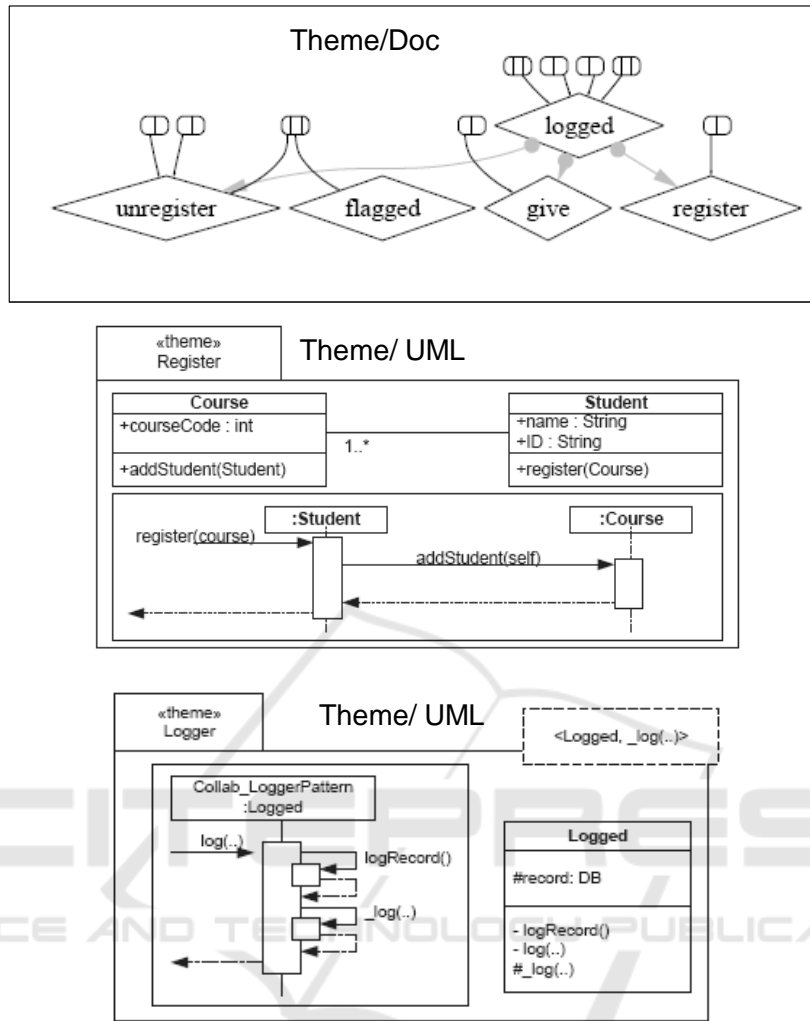 Theme/Doc
logged
unregister
flagged
give
register
«theme»
Register
Theme/ UML
Course
+courseCode : int
+addStudent(Student)
1..*
Student
+name : String
+ID : String
+register(Course)
:Student
:Course
register(course)
addStudent(self)
«theme»
Logger
Theme/ UML
<Logged, _log(..)>
Collab_LoggerPattern
:Logged
log(..)
logRecord()
_log(..)
Logged
#record: DB
- logRecord()
- log(..)
#_log(..)